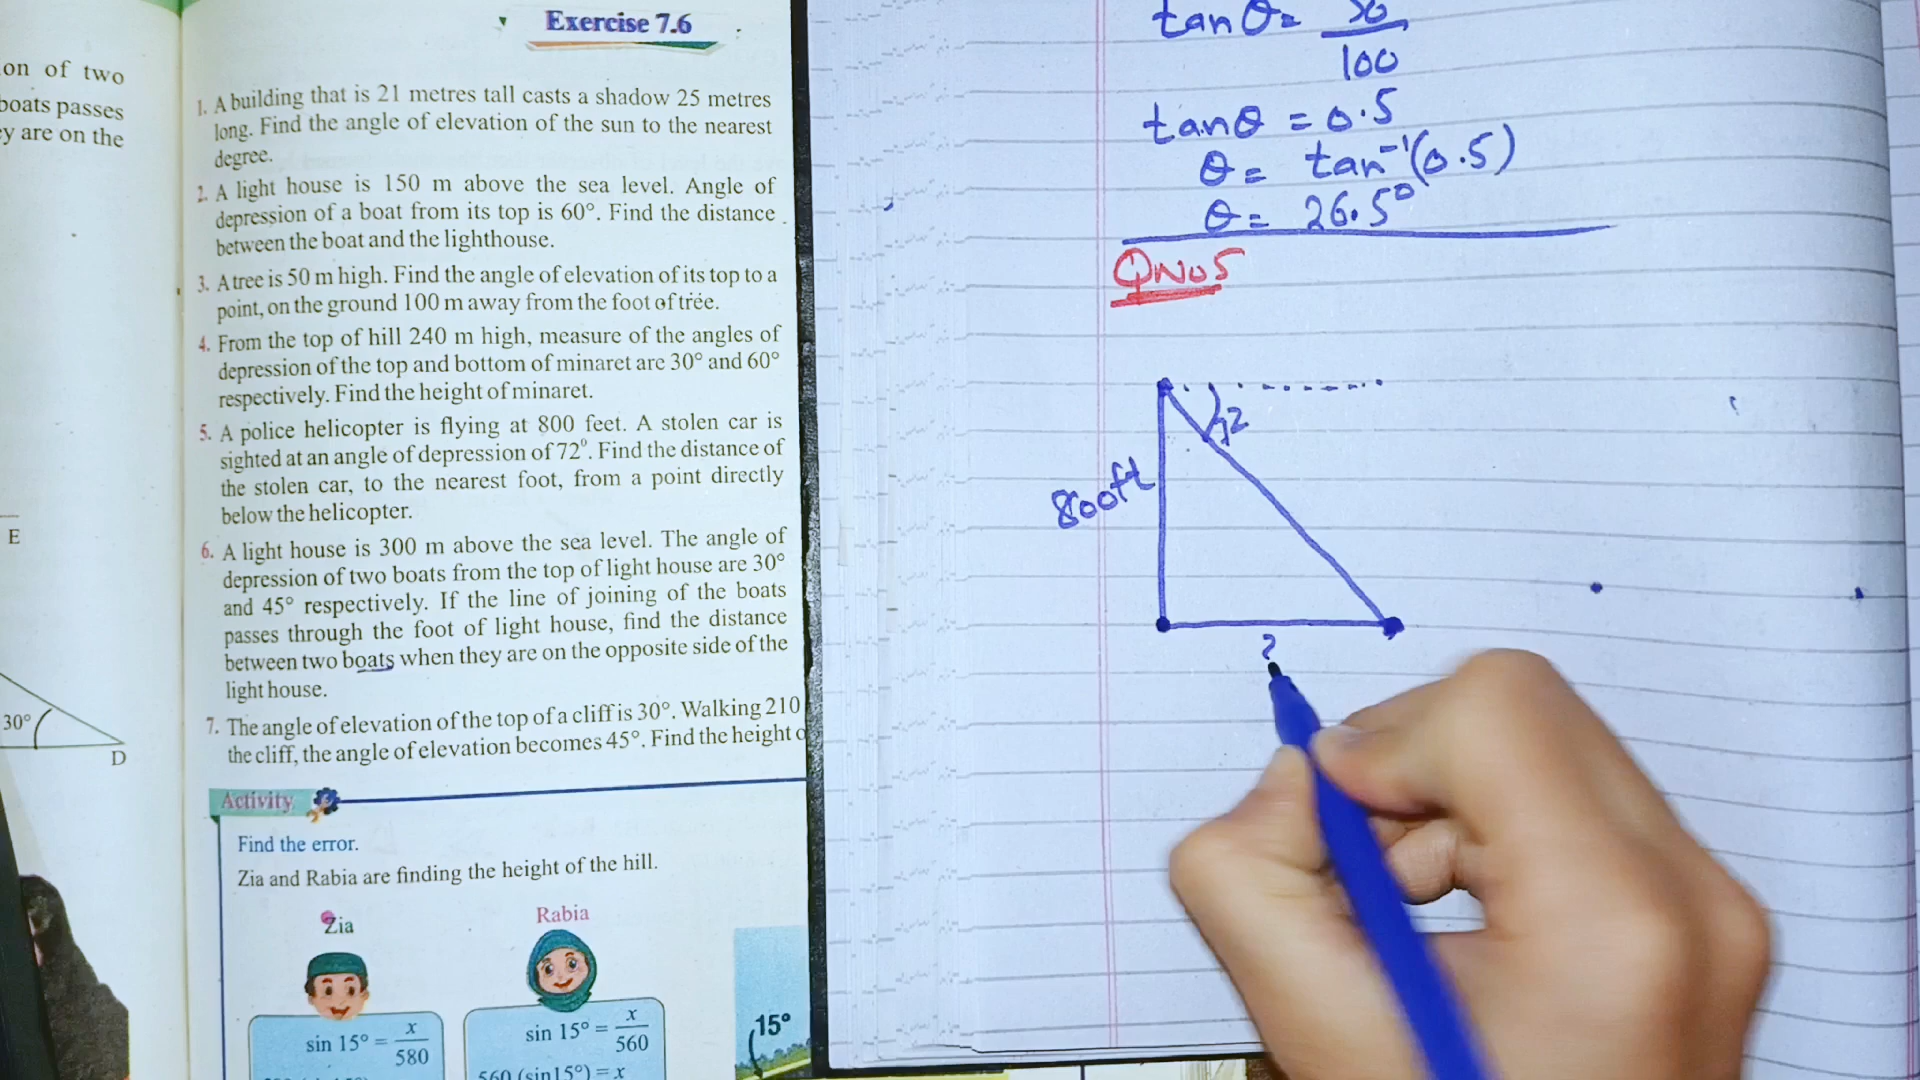 on of two
boats passes
ey are on the
E
30°
D
Exercise 7.6
1. A building that is 21 metres tall casts a shadow 25 metres
long. Find the angle of elevation of the sun to the nearest
degree.
2. A light house is 150 m above the sea level. Angle of
depression of a boat from its top is 60°. Find the distance
between the boat and the lighthouse.
3. A tree is 50 m high. Find the angle of elevation of its top to a
point, on the ground 100 m away from the foot of tree.
4. From the top of hill 240 m high, measure of the angles of
depression of the top and bottom of minaret are 30° and 60°
respectively. Find the height of minaret.
5. A police helicopter is flying at 800 feet. A stolen car is
sighted at an angle of depression of 72⁰. Find the distance of
the stolen car, to the nearest foot, from a point directly
below the helicopter.
6. A light house is 300 m above the sea level. The angle of
depression of two boats from the top of light house are 30°
and 45° respectively. If the line of joining of the boats
passes through the foot of light house, find the distance
between two boats when they are on the opposite side of the
light house.
7. The angle of elevation of the top of a cliff is 30°. Walking 210
the cliff, the angle of elevation becomes 45°. Find the height o
Activity
Find the error.
Zia and Rabia are finding the height of the hill.
Zia
Rabia
sin 15° = x/580
sin 15° = x/560
560 (sin15°) = x
15°
tanθ = 50/100
tanθ = 0.5
θ = tan⁻¹(0.5)
θ = 26.5°
QNo5
72
800ft
?